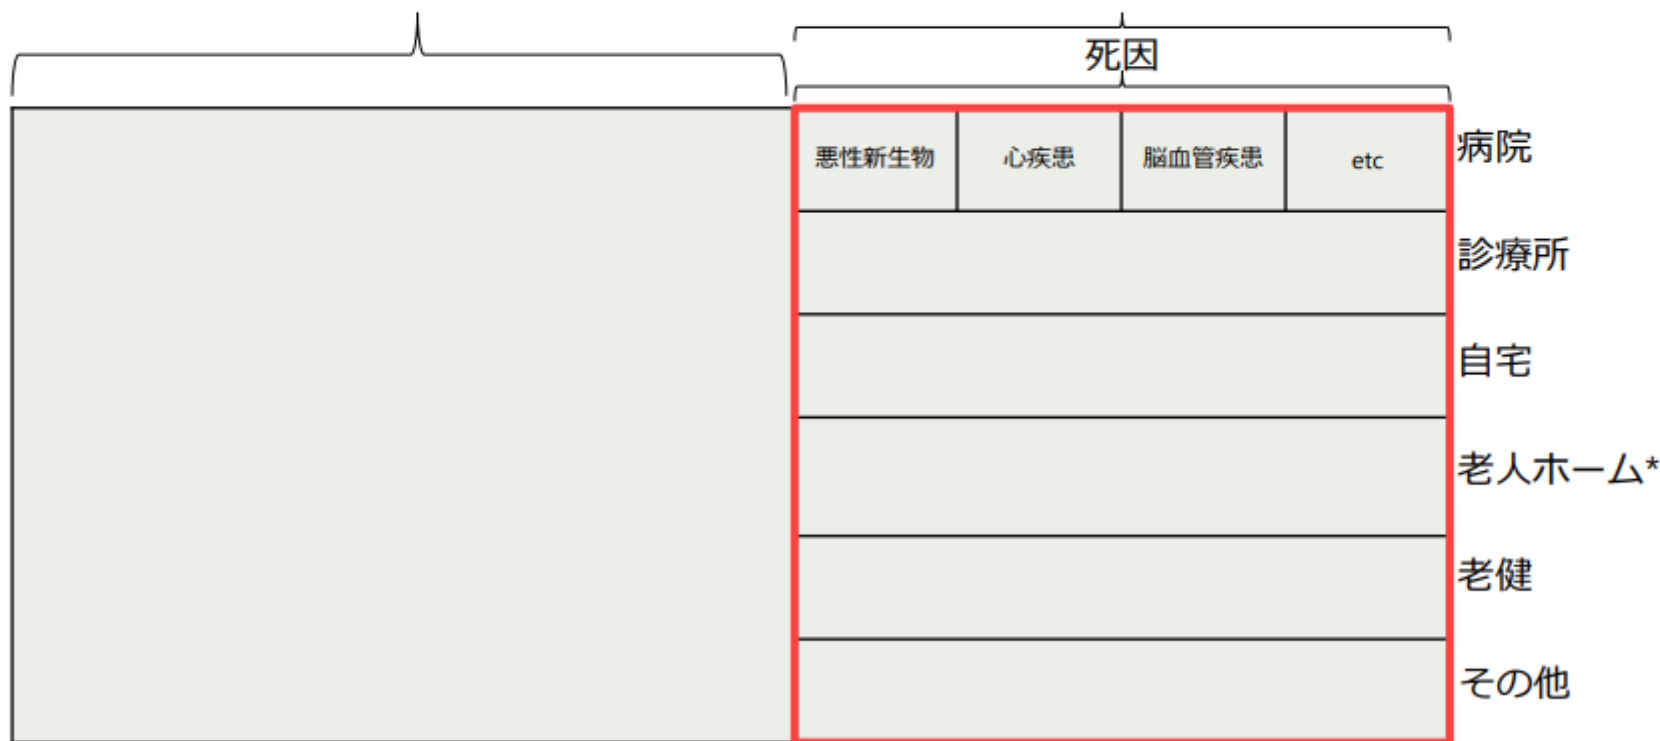 死因
悪性新生物
心疾患
脳血管疾患
etc
病院
診療所
自宅
老人ホーム*
老健
その他